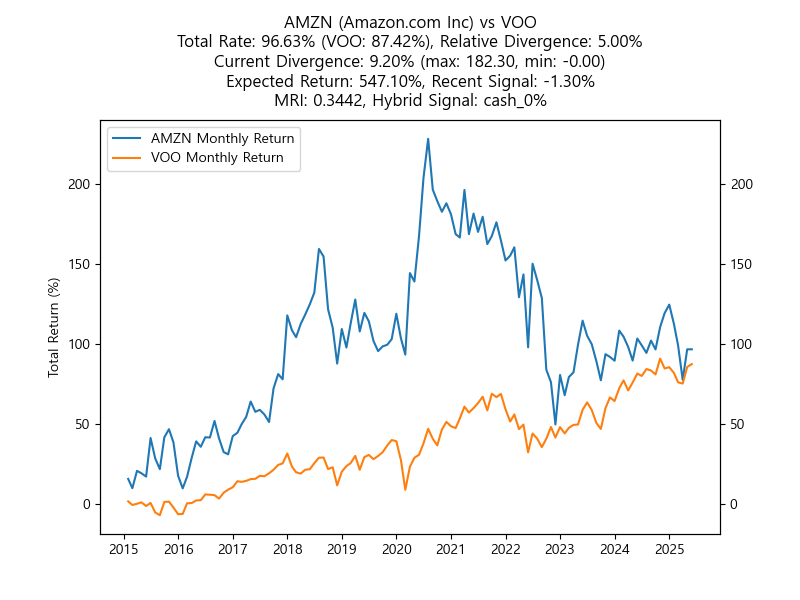 AMZN (Amazon.com Inc) vs VOO
Total Rate: 96.63% (VOO: 87.42%), Relative Divergence: 5.00%
Current Divergence: 9.20% (max: 182.30, min: -0.00)
Expected Return: 547.10%, Recent Signal: -1.30%
MRI: 0.3442, Hybrid Signal: cash_0%
AMZN Monthly Return
VOO Monthly Return
Total Return (%)
200
150
100
50
0
200
150
100
50
0
2015 2016 2017 2018 2019 2020 2021 2022 2023 2024 2025